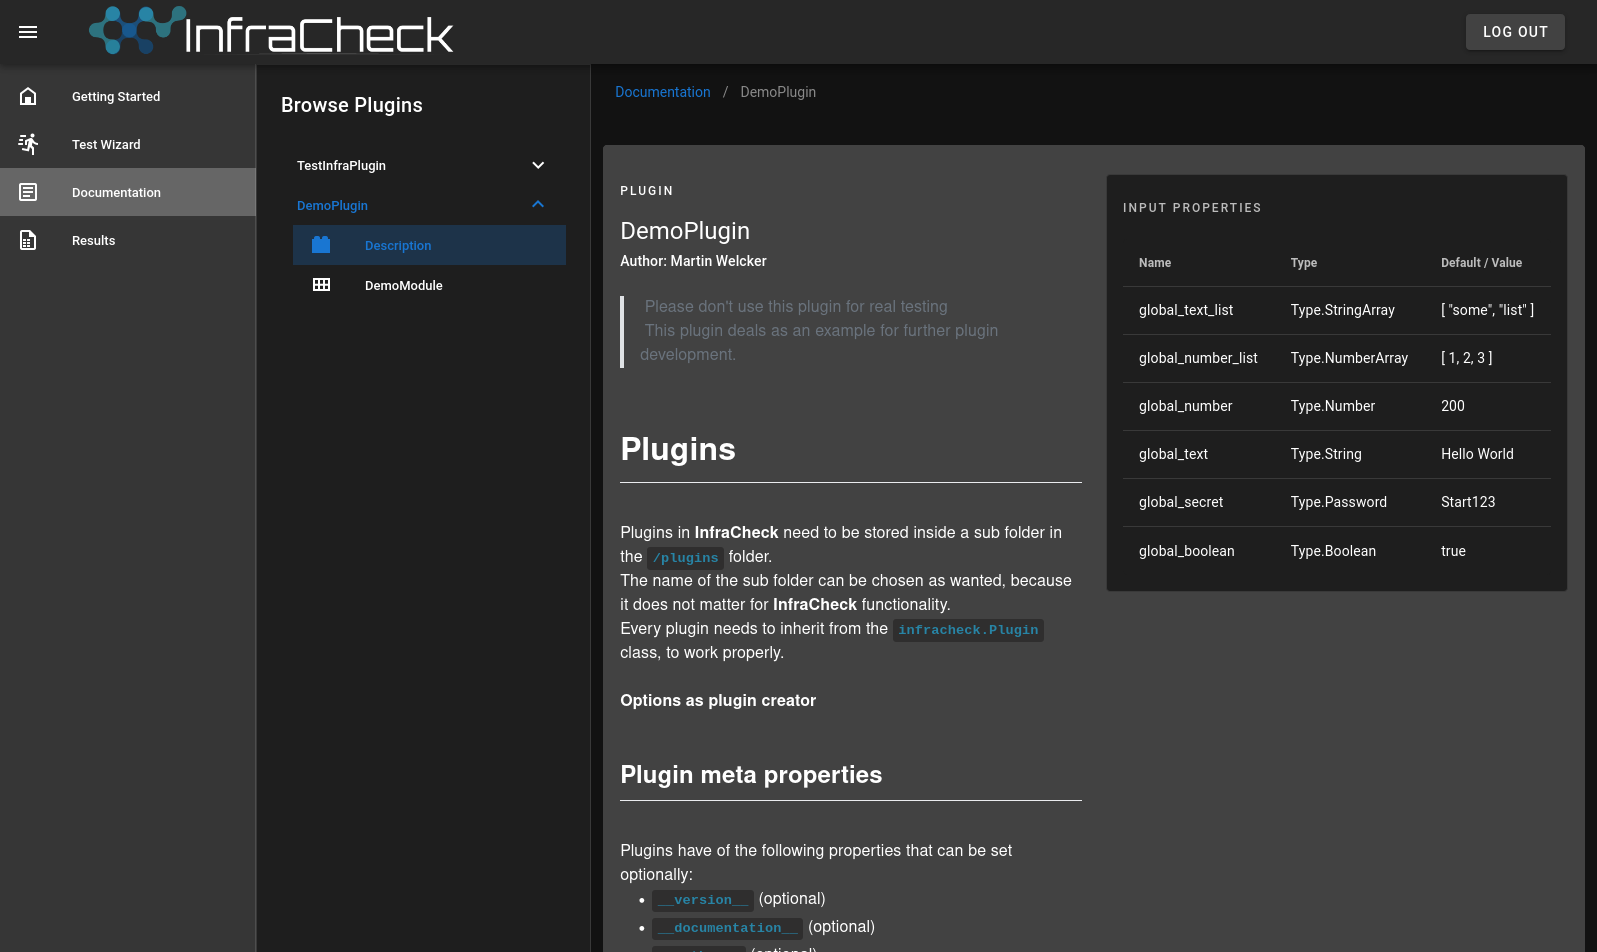 InfraCheck
LOG OUT
Getting Started
Test Wizard
Documentation
Results
Browse Plugins
TestInfraPlugin
DemoPlugin
Description
DemoModule
Documentation / DemoPlugin
PLUGIN
DemoPlugin
Author: Martin Welcker
Please don't use this plugin for real testing
This plugin deals as an example for further plugin
development.
Plugins
Plugins in InfraCheck need to be stored inside a sub folder in
the /plugins folder.
The name of the sub folder can be chosen as wanted, because
it does not matter for InfraCheck functionality.
Every plugin needs to inherit from the infracheck.Plugin
class, to work properly.
Options as plugin creator
Plugin meta properties
Plugins have of the following properties that can be set
optionally:
• __version__ (optional)
• __documentation__ (optional)
INPUT PROPERTIES
Name Type Default / Value
global_text_list Type.StringArray [ "some", "list" ]
global_number_list Type.NumberArray [ 1, 2, 3 ]
global_number Type.Number 200
global_text Type.String Hello World
global_secret Type.Password Start123
global_boolean Type.Boolean true